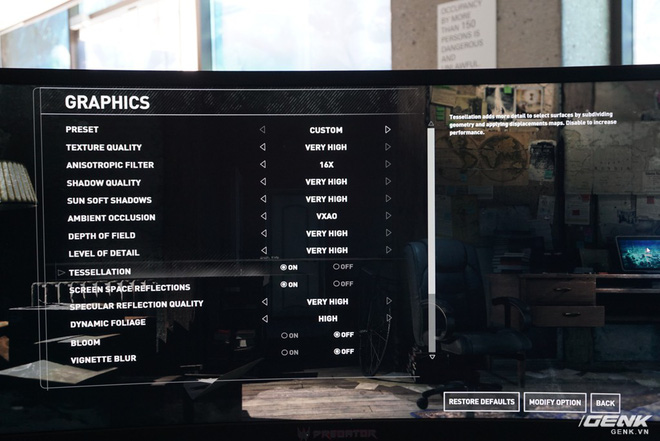 OCCUPANCY
BY MORE
THAN 150
PERSONS IS
DANGEROUS
AND
UNLAWFUL
GRAPHICS
PRESET CUSTOM
TEXTURE QUALITY VERY HIGH
ANISOTROPIC FILTER 16X
SHADOW QUALITY VERY HIGH
SUN SOFT SHADOWS VERY HIGH
AMBIENT OCCLUSION VXAO
DEPTH OF FIELD VERY HIGH
LEVEL OF DETAIL VERY HIGH
TESSELLATION ON OFF
SCREEN SPACE REFLECTIONS ON OFF
SPECULAR REFLECTION QUALITY VERY HIGH
DYNAMIC FOLIAGE HIGH
BLOOM ON OFF
VIGNETTE BLUR ON OFF
Tessellation adds more detail to select surfaces by subdividing
geometry and applying displacements maps. Disable to increase
performance.
RESTORE DEFAULTS MODIFY OPTION BACK
PREDATOR
GENK
GENK.VN